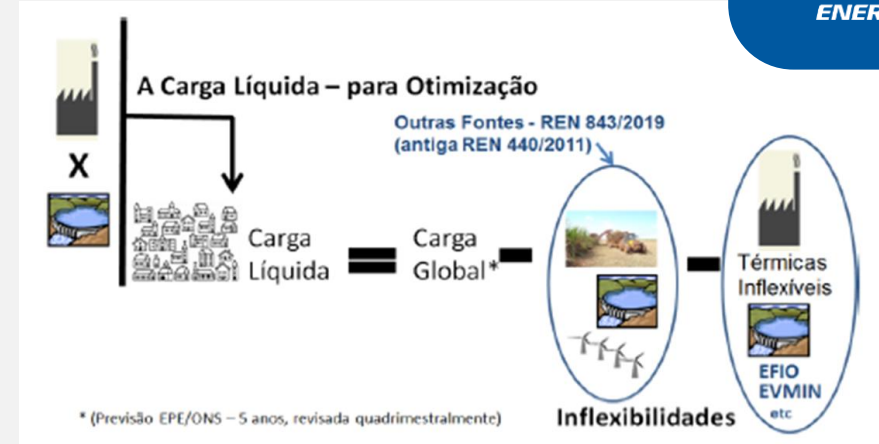 ENER
A Carga Líquida – para Otimização
Outras Fontes - REN 843/2019
(antiga REN 440/2011)
X
Carga
Líquida
=
Carga
Global*
-
-
Térmicas
Inflexíveis
EFIO
EVMIN
etc
Inflexibilidades
* (Previsão EPE/ONS – 5 anos, revisada quadrimestralmente)